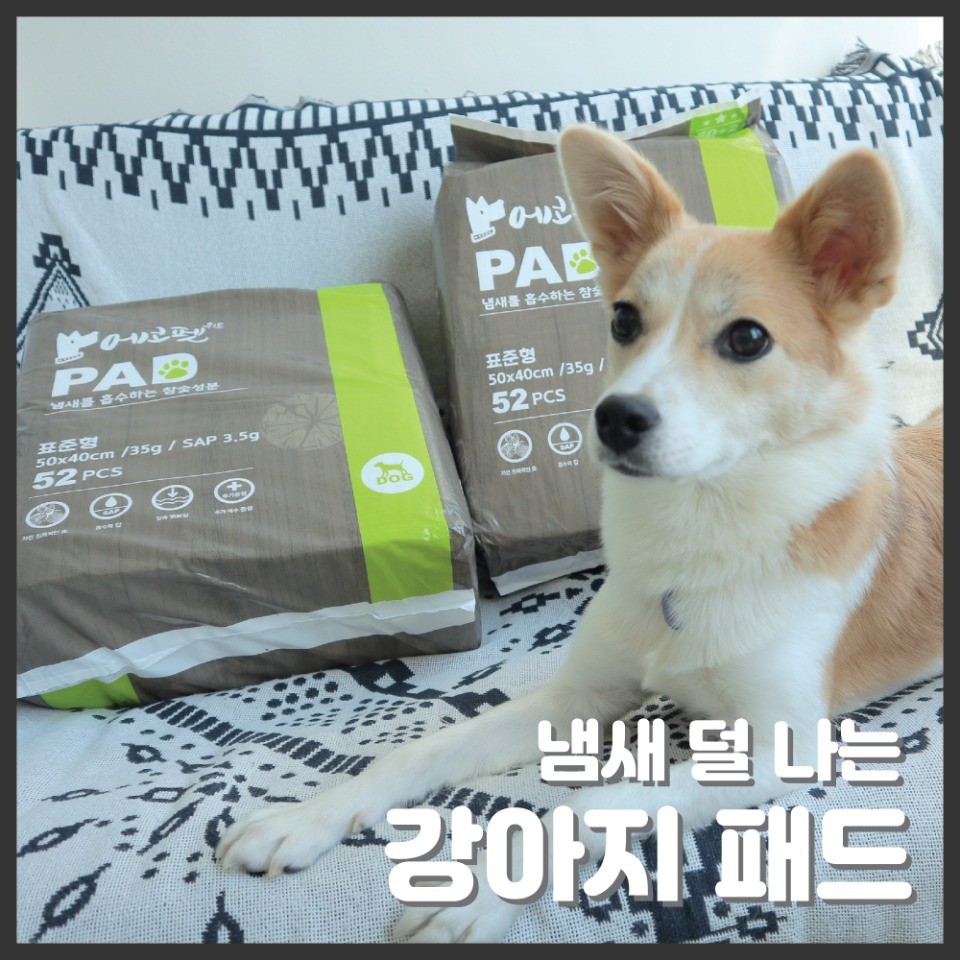 에코펫
PAD
냄새를 흡수하는 참숯성분
표준형
50x40cm /35g / SAP 3.5g
52 PCS
SAP
DOG
에코
PAD
냄새를 흡수하는 참숯
표준형
50x40cm /35g /
52 PCS
SAP
냄새 덜 나는
강아지 패드